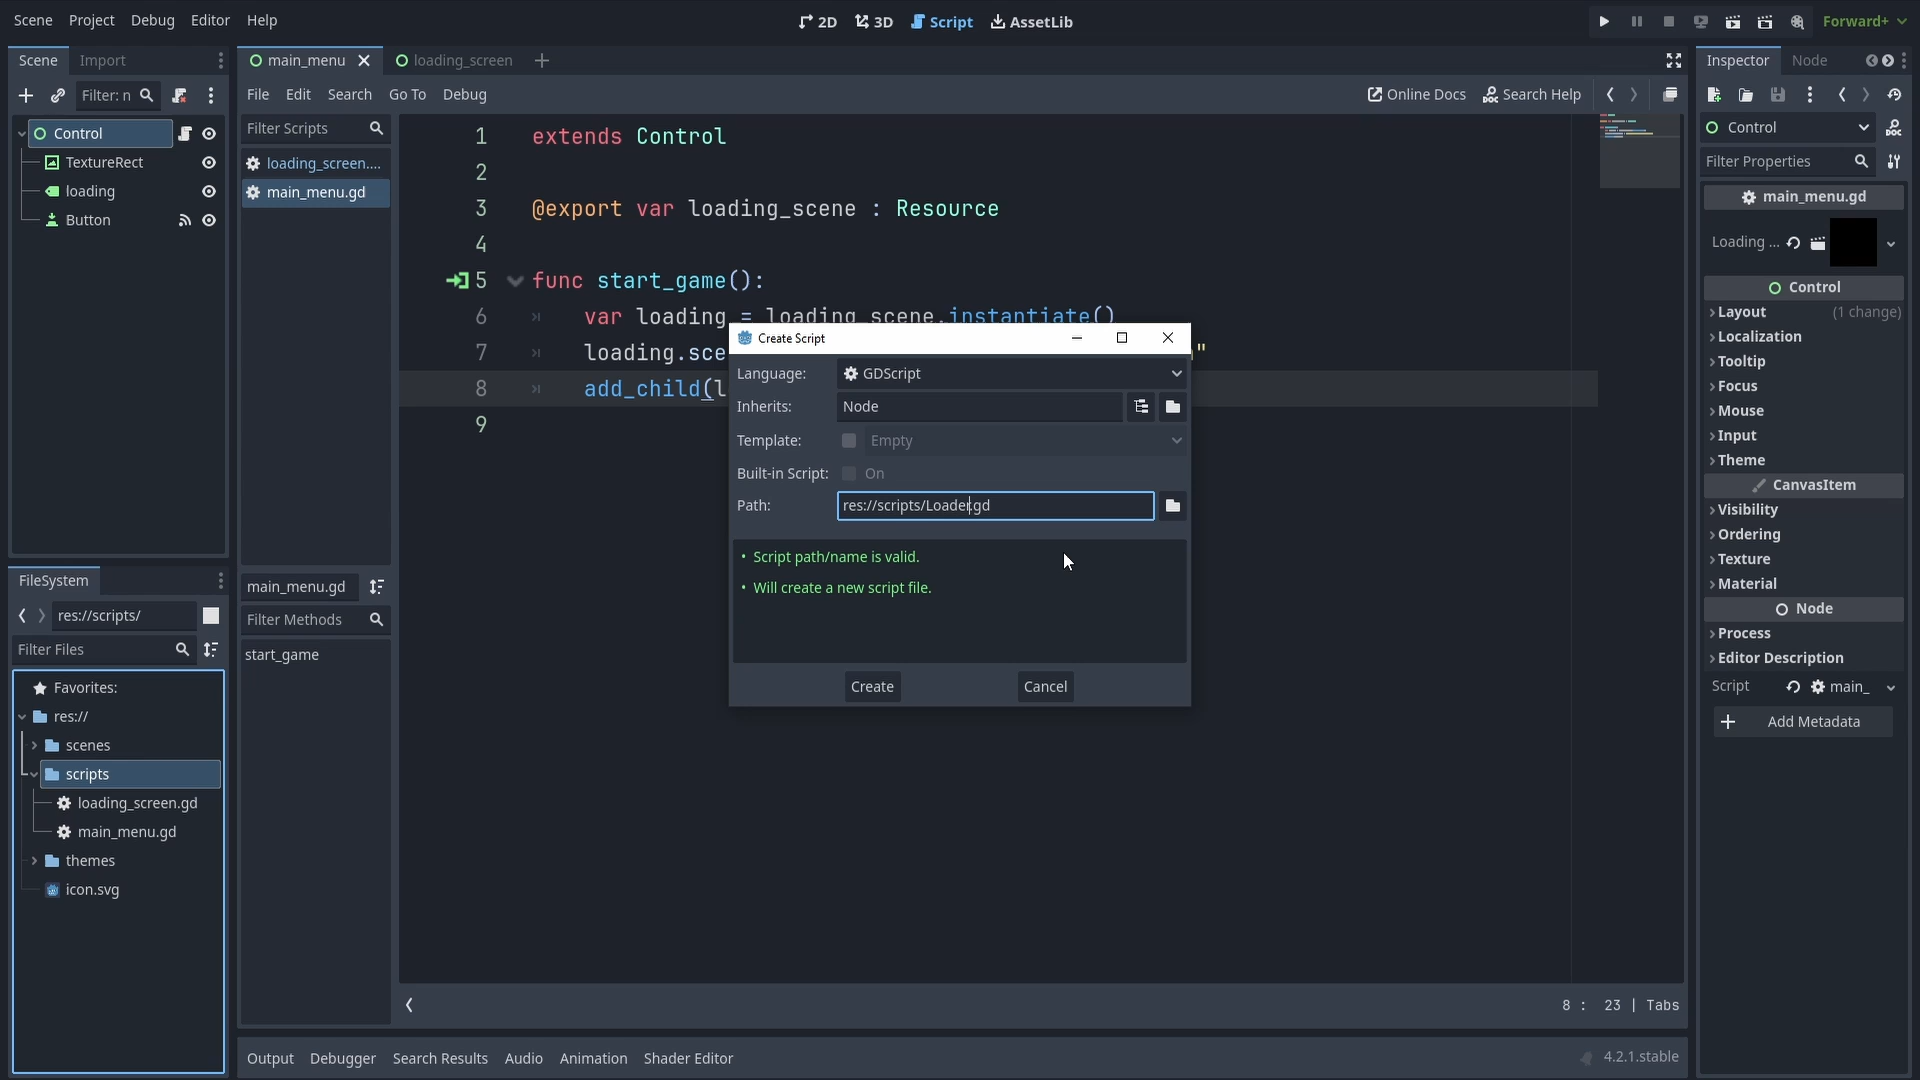 Scene Project Debug Editor Help
2D 3D Script AssetLib
Forward+
Scene Import
Filter: n
Control
TextureRect
loading
Button
FileSystem
res://scripts/
Filter Files
Favorites:
res://
scenes
scripts
loading_screen.gd
main_menu.gd
themes
icon.svg
main_menu loading_screen
File Edit Search Go To Debug
Online Docs Search Help
Filter Scripts
loading_screen....
main_menu.gd
main_menu.gd
Filter Methods
start_game
1 extends Control
2
3 @export var loading_scene : Resource
4
5 func start_game():
6 var loading = loading_scene.instantiate()
7 loading.sce "
8 add_child(l
9
Create Script
Language: GDScript
Inherits: Node
Template: Empty
Built-in Script: On
Path: res://scripts/Loader.gd
• Script path/name is valid.
• Will create a new script file.
Create Cancel
8 : 23 | Tabs
Output Debugger Search Results Audio Animation Shader Editor
4.2.1.stable
Inspector Node
Control
Filter Properties
main_menu.gd
Loading ...
Control
Layout (1 change)
Localization
Tooltip
Focus
Mouse
Input
Theme
CanvasItem
Visibility
Ordering
Texture
Material
Node
Process
Editor Description
Script main_
Add Metadata